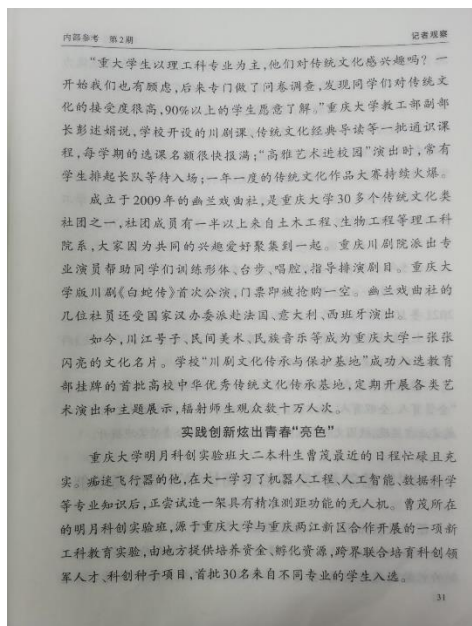 内部参考 第2期
记者观察
“重大学生以理工科专业为主,他们对传统文化感兴趣吗?一
开始我们也有顾虑,后来专门做了问卷调查,发现同学们对传统文
化的接受度很高,90%以上的学生愿意了解。”重庆大学教工部副部
长彭述娟说,学校开设的川剧课、传统文化经典导读等一批通识课
程,每学期的选课名额很快报满;“高雅艺术进校园”演出时,常有
学生排起长队等待入场;一年一度的传统文化作品大赛持续火爆。
成立于2009年的幽兰戏曲社,是重庆大学30多个传统文化类
社团之一,社团成员有一半以上来自土木工程、生物工程等理工科
院系,大家因为共同的兴趣爱好聚集到一起。重庆川剧院派出专
业演员帮助同学们训练形体、台步、唱腔,指导排演剧目。重庆大
学版川剧《白蛇传》首次公演,门票即被抢购一空。幽兰戏曲社的
几位社员还受国家汉办委派赴法国、意大利、西班牙演出
如今,川江号子、民间美术、民族音乐等成为重庆大学一张张
闪亮的文化名片。学校“川剧文化传承与保护基地”成功入选教育
部挂牌的首批高校中华优秀传统文化传承基地,定期开展各类艺
术演出和主题展示,辐射师生观众数十万人次。
实践创新炫出青春“亮色”
重庆大学明月科创实验班大二本科生曹茂最近的日程忙碌且充
实。痴迷飞行器的他,在大一学习了机器人工程、人工智能、数据科学
等专业知识后,正尝试造一架具有精准测距功能的无人机。曹茂所在
的明月科创实验班,源于重庆大学与重庆两江新区合作开展的一项新
工科教育实验,由地方提供培养资金、孵化资源,跨界联合培育科创领
军人才、科创种子项目,首批30名来自不同专业的学生入选。
31